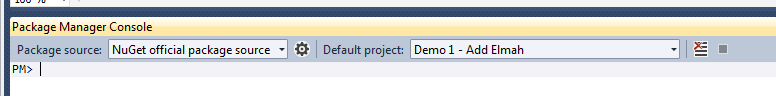 100 %
Package Manager Console
Package source: NuGet official package source Default project: Demo 1 - Add Elmah
PM>